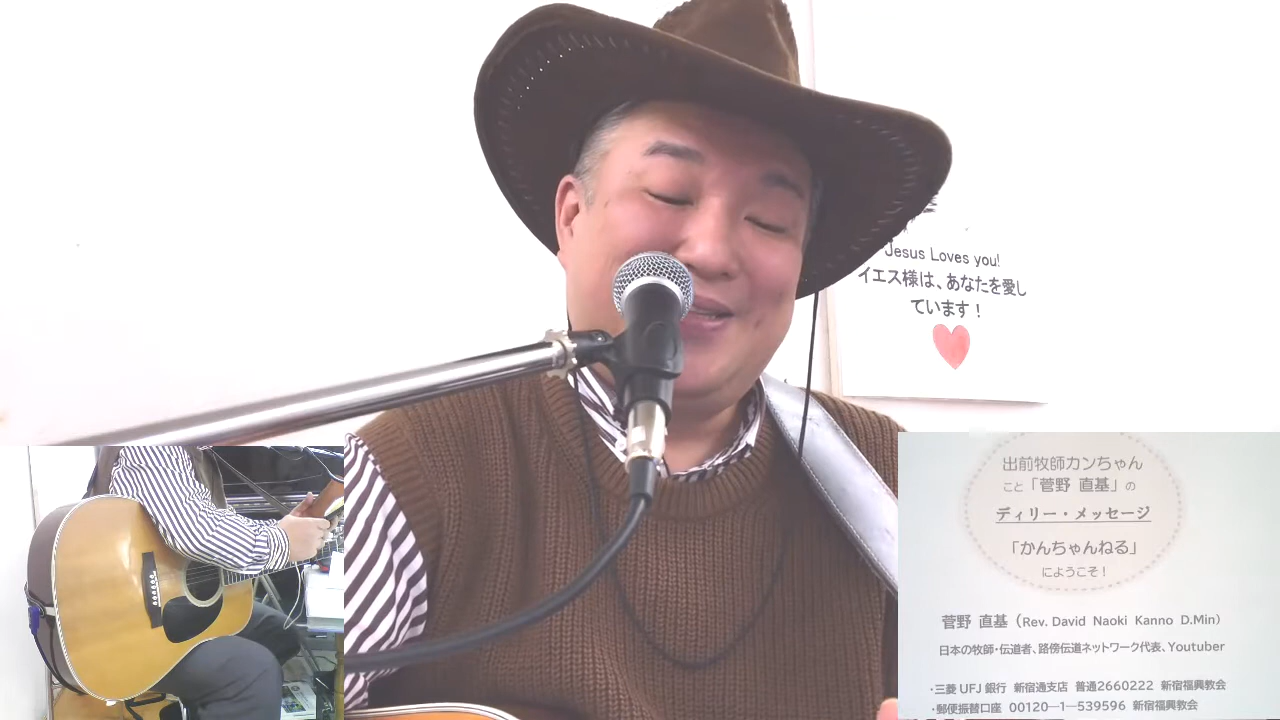 Jesus Loves you!
イエス様は、あなたを愛し
ています！
出前牧師カンちゃん
こと「菅野 直基」の
ディリー・メッセージ
「かんちゃんねる」
にようこそ！
菅野 直基（Rev. David Naoki Kanno D.Min）
日本の牧師・伝道者、路傍伝道ネットワーク代表、Youtuber
・三菱UFJ銀行 新宿通支店 普通2660222 新宿福興教会
・郵便振替口座 00120―1―539596 新宿福興教会